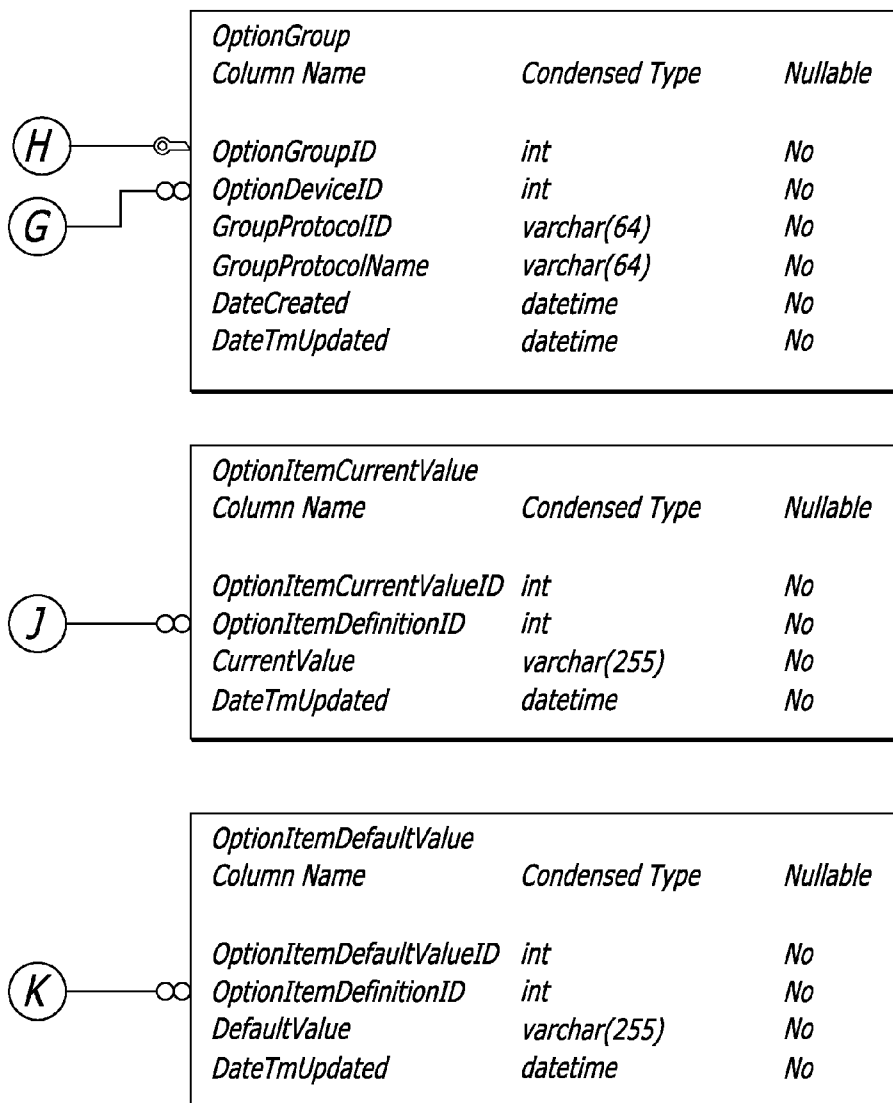 OptionGroup
Column Name Condensed Type Nullable
H OptionGroupID int No
G OptionDeviceID int No
GroupProtocolID varchar(64) No
GroupProtocolName varchar(64) No
DateCreated datetime No
DateTmUpdated datetime No
OptionItemCurrentValue
Column Name Condensed Type Nullable
OptionItemCurrentValueID int No
J OptionItemDefinitionID int No
CurrentValue varchar(255) No
DateTmUpdated datetime No
OptionItemDefaultValue
Column Name Condensed Type Nullable
OptionItemDefaultValueID int No
K OptionItemDefinitionID int No
DefaultValue varchar(255) No
DateTmUpdated datetime No